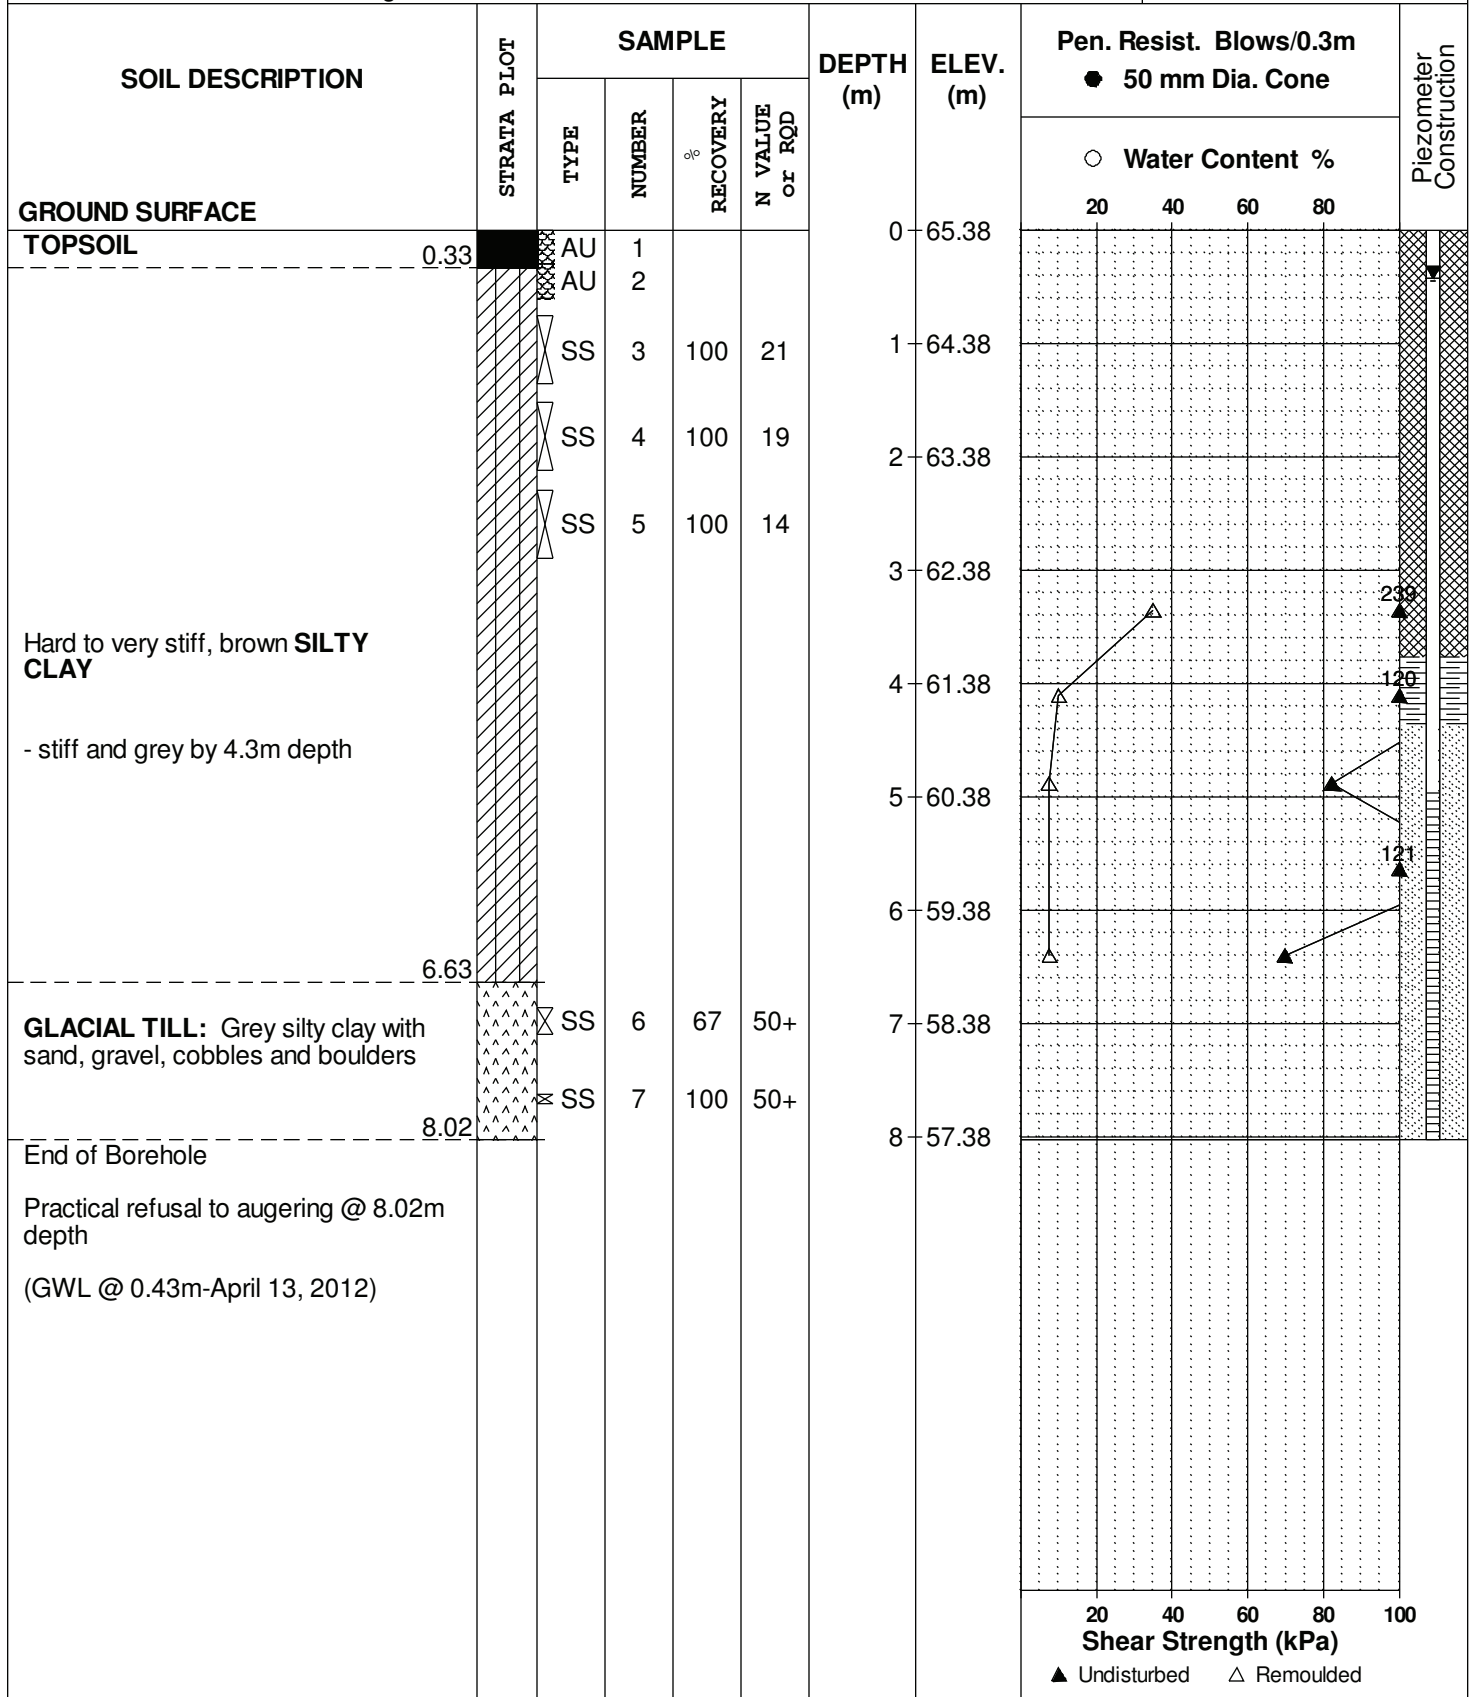 SOIL DESCRIPTION
GROUND SURFACE
STRATA PLOT
SAMPLE
TYPE
NUMBER
% RECOVERY
N VALUE or RQD
DEPTH (m)
ELEV. (m)
Pen. Resist. Blows/0.3m
● 50 mm Dia. Cone
○ Water Content %
20 40 60 80
Piezometer Construction
TOPSOIL
0.33
AU 1
AU 2
SS 3 100 21
SS 4 100 19
SS 5 100 14
Hard to very stiff, brown SILTY
CLAY
- stiff and grey by 4.3m depth
6.63
GLACIAL TILL: Grey silty clay with
sand, gravel, cobbles and boulders
SS 6 67 50+
SS 7 100 50+
8.02
End of Borehole
Practical refusal to augering @ 8.02m
depth
(GWL @ 0.43m-April 13, 2012)
0 65.38
1 64.38
2 63.38
3 62.38
4 61.38
5 60.38
6 59.38
7 58.38
8 57.38
239
120
121
20 40 60 80 100
Shear Strength (kPa)
▲ Undisturbed △ Remoulded